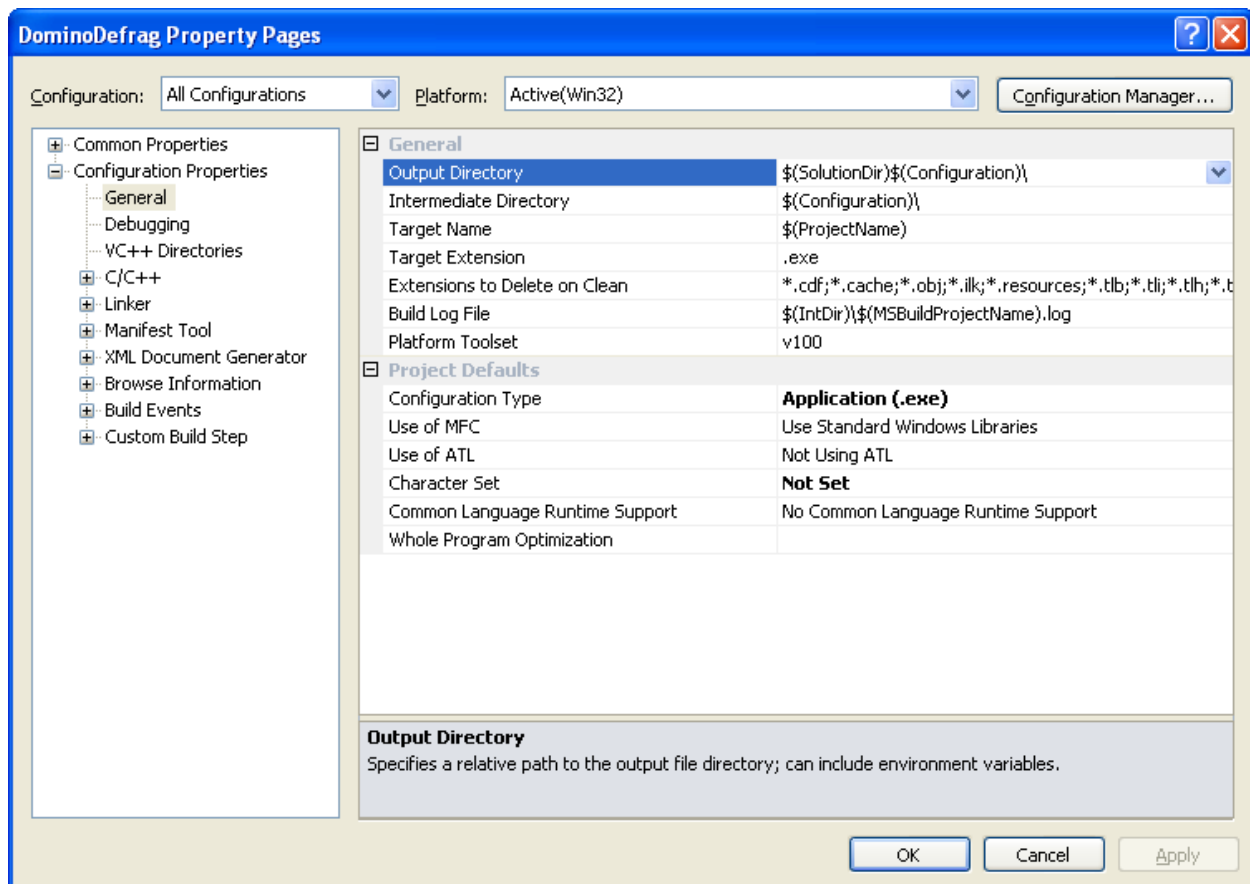 DominoDefrag Property Pages
Configuration: All Configurations Platform: Active(Win32) Configuration Manager...
Common Properties
Configuration Properties
General
Debugging
VC++ Directories
C/C++
Linker
Manifest Tool
XML Document Generator
Browse Information
Build Events
Custom Build Step
General
Output Directory $(SolutionDir)$(Configuration)\
Intermediate Directory $(Configuration)\
Target Name $(ProjectName)
Target Extension .exe
Extensions to Delete on Clean *.cdf;*.cache;*.obj;*.ilk;*.resources;*.tlb;*.tli;*.tlh;*.t
Build Log File $(IntDir)\$(MSBuildProjectName).log
Platform Toolset v100
Project Defaults
Configuration Type Application (.exe)
Use of MFC Use Standard Windows Libraries
Use of ATL Not Using ATL
Character Set Not Set
Common Language Runtime Support No Common Language Runtime Support
Whole Program Optimization
Output Directory
Specifies a relative path to the output file directory; can include environment variables.
OK Cancel Apply